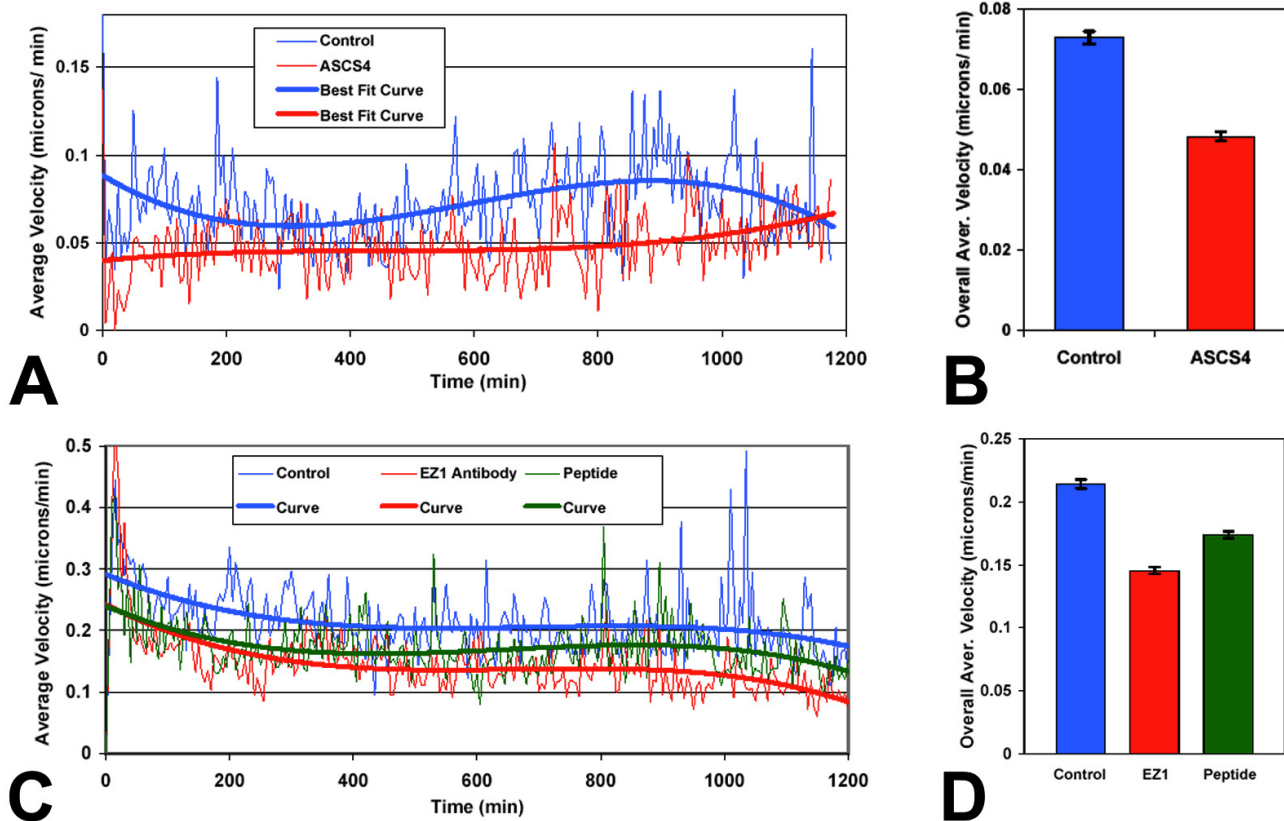 A
Average Velocity (microns/ min)
0.15
0.1
0.05
0
Control
ASCS4
Best Fit Curve
Best Fit Curve
0 200 400 600 800 1000 1200
Time (min)
B
Overall Aver. Velocity (microns/ min)
0.08
0.06
0.04
0.02
0
Control ASCS4
C
Average Velocity (microns/min)
0.5
0.4
0.3
0.2
0.1
0
Control EZ1 Antibody Peptide
Curve Curve Curve
0 200 400 600 800 1000 1200
Time (min)
D
Overall Aver. Velocity (microns/min)
0.25
0.2
0.15
0.1
0.05
0
Control EZ1 Peptide